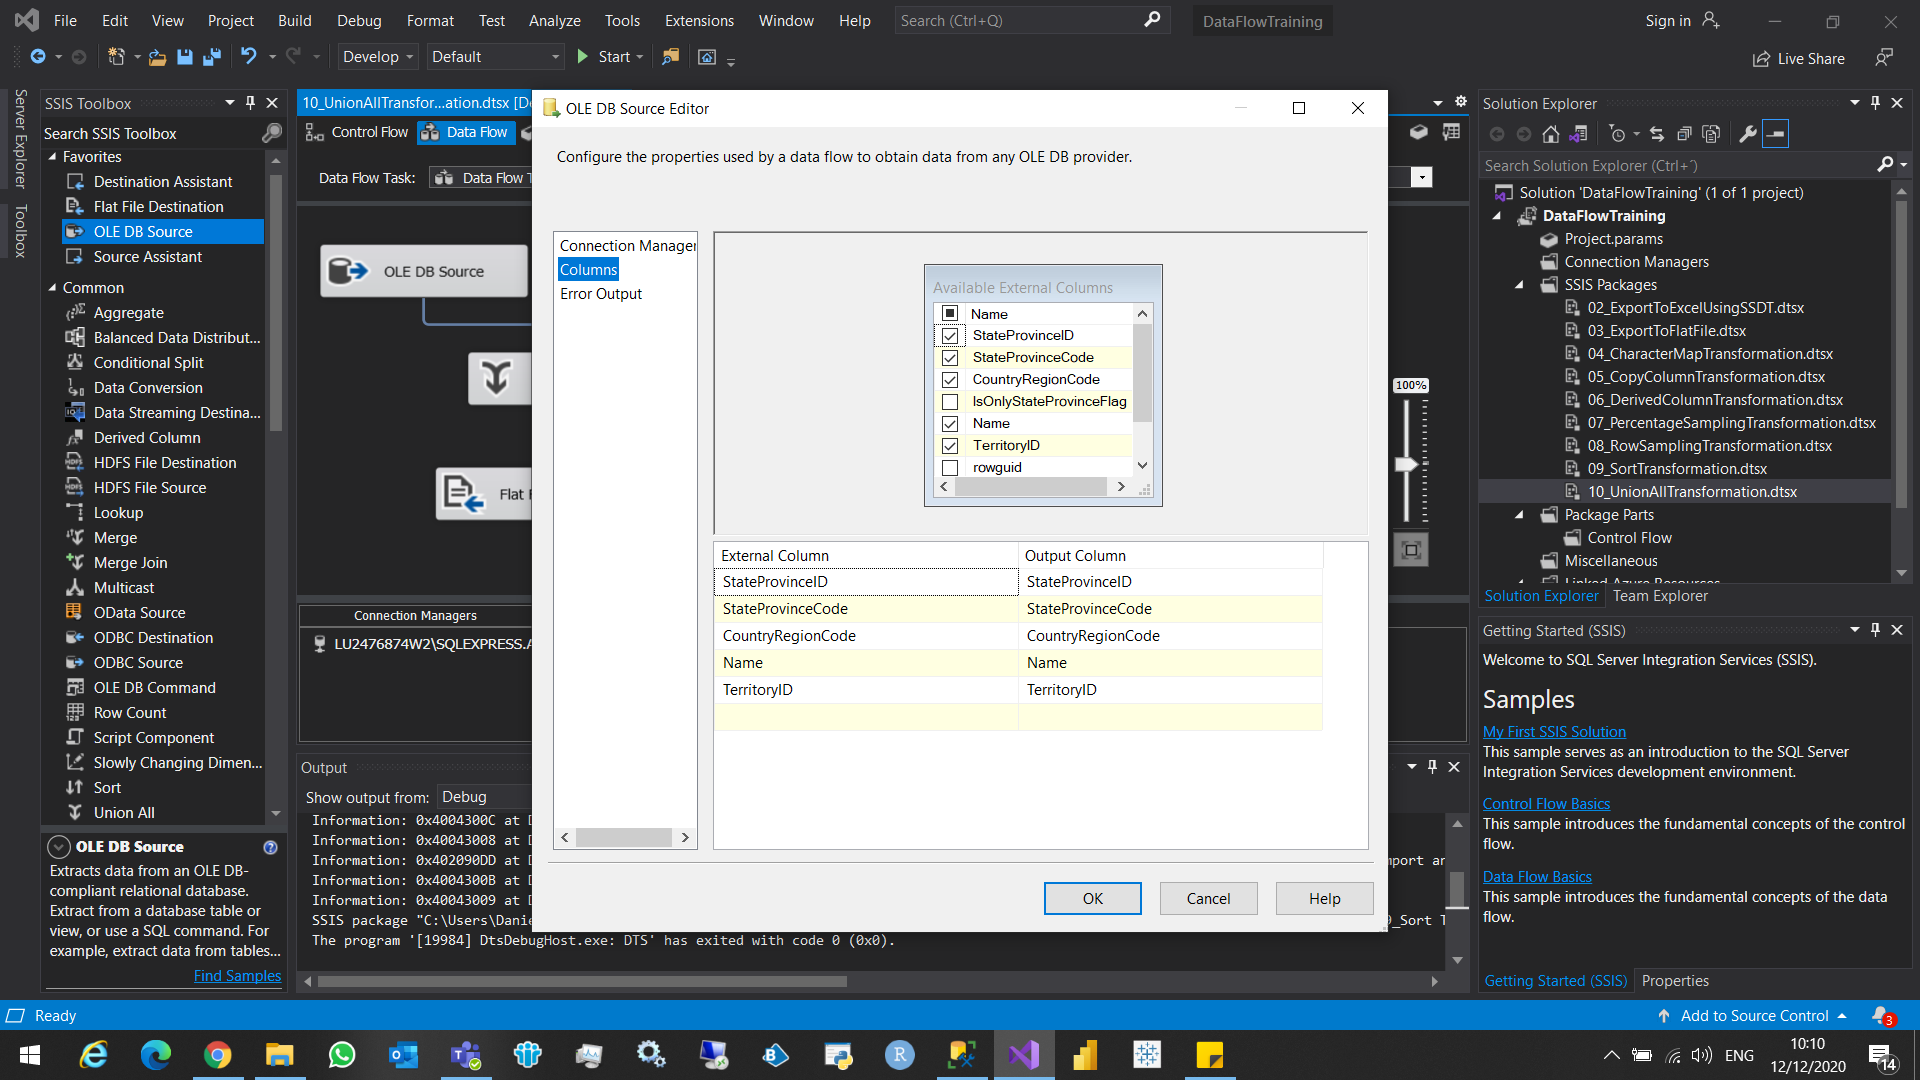 File Edit View Project Build Debug Format Test Analyze Tools Extensions Window Help Search (Ctrl+Q) DataFlowTraining Sign in
Develop Default Start Live Share
Server Explorer
Toolbox
SSIS Toolbox
Search SSIS Toolbox
Favorites
Destination Assistant
Flat File Destination
OLE DB Source
Source Assistant
Common
Aggregate
Balanced Data Distribut...
Conditional Split
Data Conversion
Data Streaming Destina...
Derived Column
HDFS File Destination
HDFS File Source
Lookup
Merge
Merge Join
Multicast
OData Source
ODBC Destination
ODBC Source
OLE DB Command
Row Count
Script Component
Slowly Changing Dimen...
Sort
Union All
OLE DB Source
Extracts data from an OLE DB-
compliant relational database.
Extract from a database table or
view, or use a SQL command. For
example, extract data from tables...
Find Samples
10_UnionAllTransfor...ation.dtsx
Control Flow Data Flow
Data Flow Task: Data Flow
OLE DB Source
Flat
100%
Connection Managers
LU2476874W2\SQLEXPRESS.
Output
Show output from: Debug
Information: 0x4004300C at
Information: 0x40043008 at
Information: 0x402090DD at
Information: 0x4004300B at
Information: 0x40043009 at
SSIS package "C:\Users\Danie
The program '[19984] DtsDebugHost.exe: DTS' has exited with code 0 (0x0).
OLE DB Source Editor
Configure the properties used by a data flow to obtain data from any OLE DB provider.
Connection Manager
Columns
Error Output
Available External Columns
Name
StateProvinceID
StateProvinceCode
CountryRegionCode
IsOnlyStateProvinceFlag
Name
TerritoryID
rowguid
External Column Output Column
StateProvinceID StateProvinceID
StateProvinceCode StateProvinceCode
CountryRegionCode CountryRegionCode
Name Name
TerritoryID TerritoryID
OK Cancel Help
Solution Explorer
Search Solution Explorer (Ctrl+´)
Solution 'DataFlowTraining' (1 of 1 project)
DataFlowTraining
Project.params
Connection Managers
SSIS Packages
02_ExportToExcelUsingSSDT.dtsx
03_ExportToFlatFile.dtsx
04_CharacterMapTransformation.dtsx
05_CopyColumnTransformation.dtsx
06_DerivedColumnTransformation.dtsx
07_PercentageSamplingTransformation.dtsx
08_RowSamplingTransformation.dtsx
09_SortTransformation.dtsx
10_UnionAllTransformation.dtsx
Package Parts
Control Flow
Miscellaneous
Linked Azure Resources
Solution Explorer Team Explorer
Getting Started (SSIS)
Welcome to SQL Server Integration Services (SSIS).
Samples
My First SSIS Solution
This sample serves as an introduction to the SQL Server
Integration Services development environment.
Control Flow Basics
This sample introduces the fundamental concepts of the control
flow.
Data Flow Basics
This sample introduces the fundamental concepts of the data
flow.
Getting Started (SSIS) Properties
Ready Add to Source Control 3
ENG 10:10
12/12/2020 14